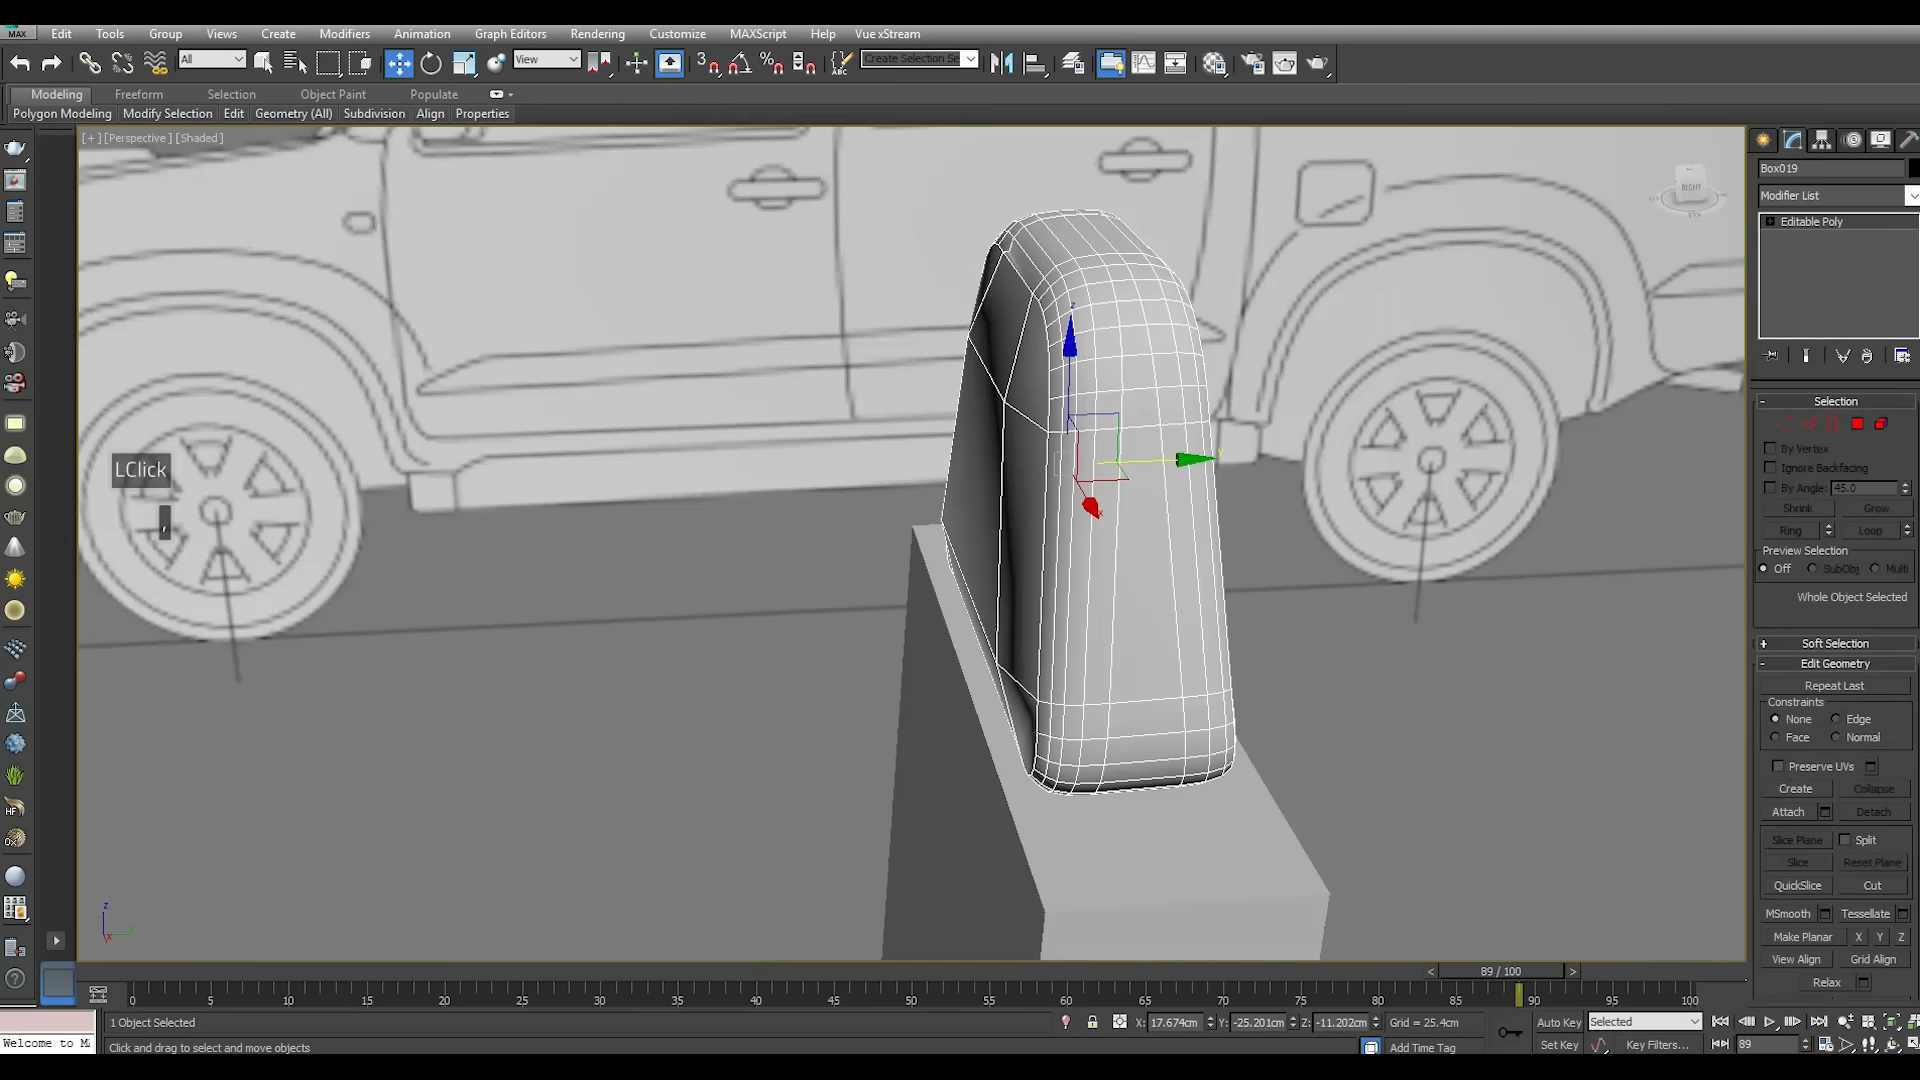 MAX Edit Tools Group Views Create Modifiers Animation Graph Editors Rendering Customize MAXScript Help Vue xStream
All View Create Selection Se
Modeling Freeform Selection Object Paint Populate
Polygon Modeling Modify Selection Edit Geometry (All) Subdivision Align Properties
[+] [Perspective] [Shaded]
Box019
RIGHT
Modifier List
Editable Poly
z
Selection
By Vertex
Ignore Backfacing
By Angle: 45.0
Shrink Grow
Ring Loop
Preview Selection
Off SubObj Multi
Whole Object Selected
LClick
,
y
x
Soft Selection
Edit Geometry
Repeat Last
Constraints
None Edge
Face Normal
Preserve UVs
Create Collapse
Attach Detach
Slice Plane Split
Slice Reset Plane
QuickSlice Cut
MSmooth Tessellate
Make Planar X Y Z
View Align Grid Align
Relax
HF
z
89 / 100
0 5 10 15 20 25 30 35 40 45 50 55 60 65 70 75 80 85 90 95 100
1 Object Selected X: 17.674cm Y: -25.201cm Z: -11.202cm Grid = 25.4cm Auto Key Selected
Welcome to
Click and drag to select and move objects Add Time Tag Set Key Key Filters... 89